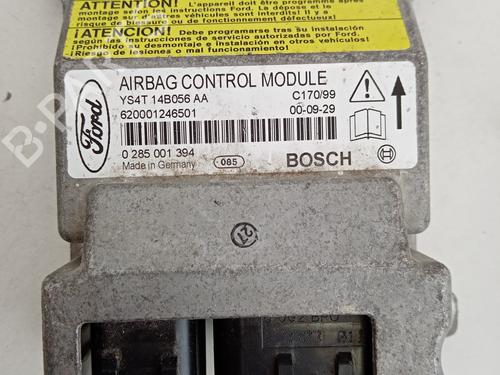 ATTENTION! L'appareil doit être programmé après
montage selon des instructions Ford. La dépose et le
montage sur d'autres véhicules sont interdits! Il y a
risque de blessure ou de fonctionnement défectueux!
¡ATENCION! Debe programarse tras su instalación
según las instrucciones de servicio autorizadas por Ford.
¡Prohibido su desmontaje e instalación en otros vehículos!
¡Riesgo de lesiones o mal funcionamiento!
Ford
AIRBAG CONTROL MODULE
YS4T 14B056 AA C170/99
620001246501 00-09-29
0 285 001 394 085 BOSCH
Made in Germany
27